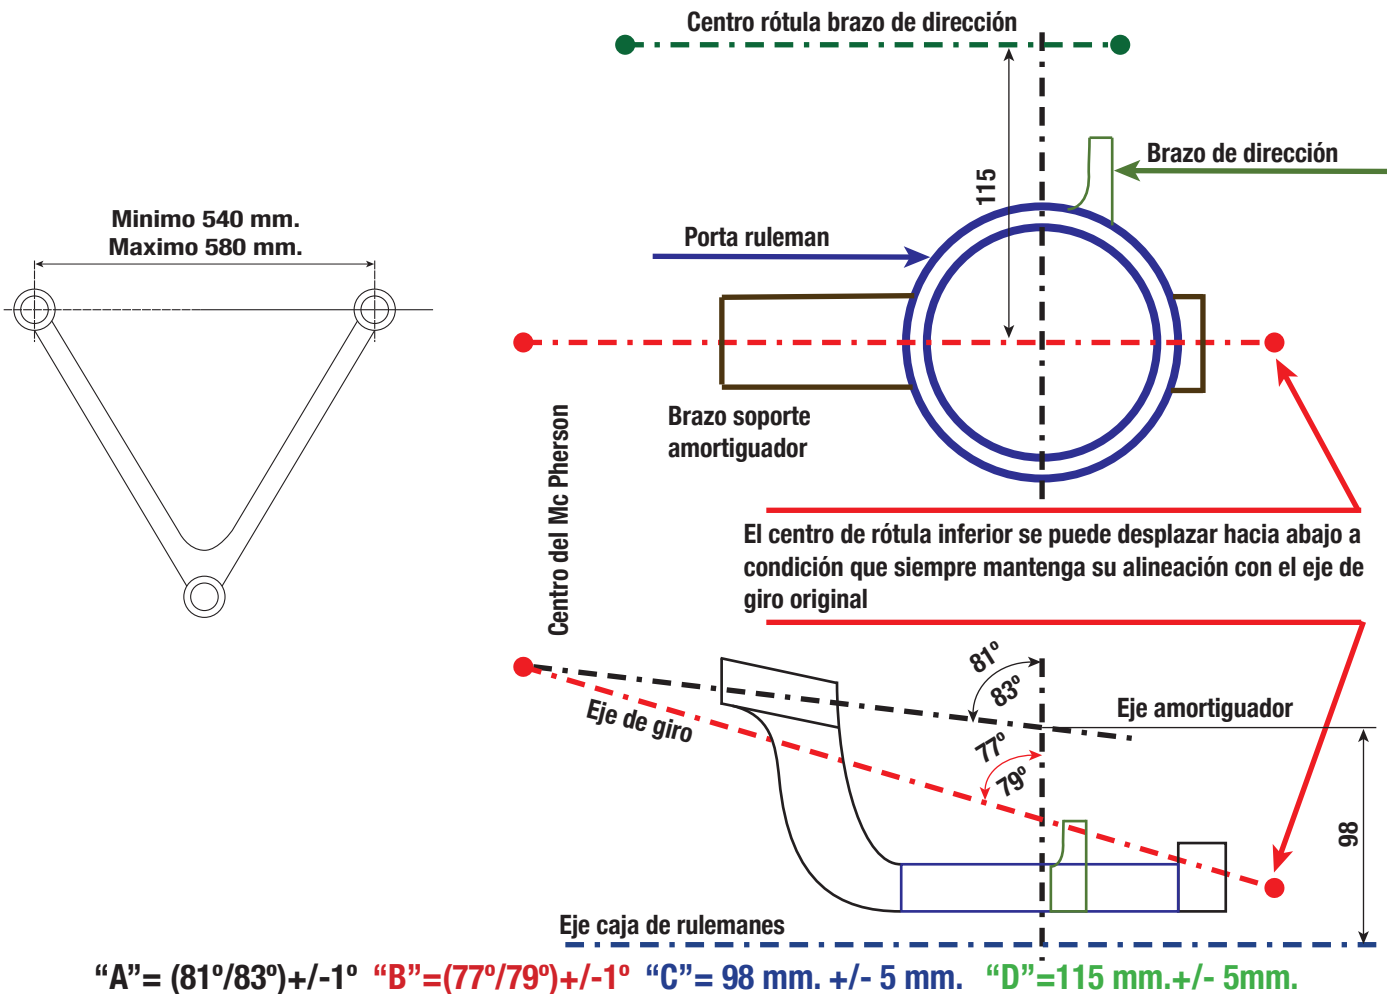 Centro rótula brazo de dirección
115
Brazo de dirección
Minimo 540 mm.
Maximo 580 mm.
Porta ruleman
Brazo soporte
amortiguador
Centro del Mc Pherson
El centro de rótula inferior se puede desplazar hacia abajo a
condición que siempre mantenga su alineación con el eje de
giro original
81º
83º
Eje de giro
Eje amortiguador
77º
79º
98
Eje caja de rulemanes
“A”= (81º/83º)+/-1º “B”=(77º/79º)+/-1º “C”= 98 mm. +/- 5 mm. “D”=115 mm.+/- 5mm.